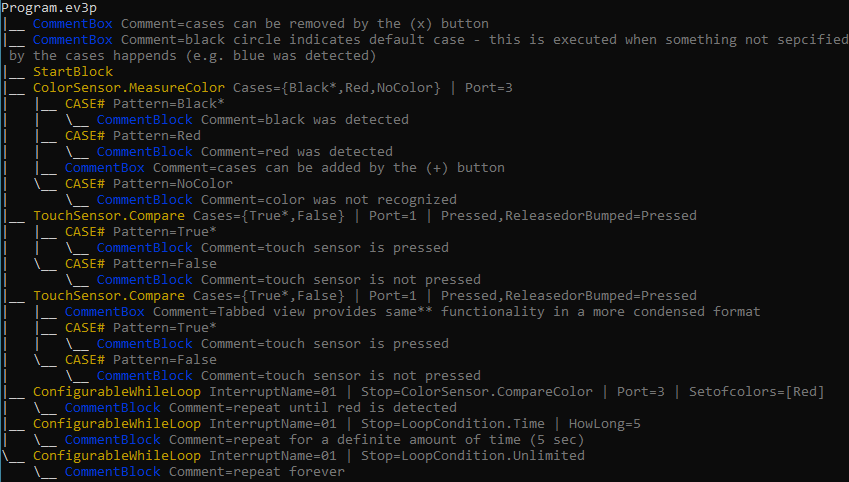 Program.ev3p
|__ CommentBox Comment=cases can be removed by the (x) button
|__ CommentBox Comment=black circle indicates default case - this is executed when something not sepcified
by the cases happends (e.g. blue was detected)
|__ StartBlock
|__ ColorSensor.MeasureColor Cases={Black*,Red,NoColor} | Port=3
|   |__ CASE# Pattern=Black*
|   |   \__ CommentBlock Comment=black was detected
|   |__ CASE# Pattern=Red
|   |   \__ CommentBlock Comment=red was detected
|   |__ CommentBox Comment=cases can be added by the (+) button
|   \__ CASE# Pattern=NoColor
|       \__ CommentBlock Comment=color was not recognized
|__ TouchSensor.Compare Cases={True*,False} | Port=1 | Pressed,ReleasedorBumped=Pressed
|   |__ CASE# Pattern=True*
|   |   \__ CommentBlock Comment=touch sensor is pressed
|   \__ CASE# Pattern=False
|       \__ CommentBlock Comment=touch sensor is not pressed
|__ TouchSensor.Compare Cases={True*,False} | Port=1 | Pressed,ReleasedorBumped=Pressed
|   |__ CommentBox Comment=Tabbed view provides same** functionality in a more condensed format
|   |__ CASE# Pattern=True*
|   |   \__ CommentBlock Comment=touch sensor is pressed
|   \__ CASE# Pattern=False
|       \__ CommentBlock Comment=touch sensor is not pressed
|__ ConfigurableWhileLoop InterruptName=01 | Stop=ColorSensor.CompareColor | Port=3 | Setofcolors=[Red]
|   \__ CommentBlock Comment=repeat until red is detected
|__ ConfigurableWhileLoop InterruptName=01 | Stop=LoopCondition.Time | HowLong=5
|   \__ CommentBlock Comment=repeat for a definite amount of time (5 sec)
\__ ConfigurableWhileLoop InterruptName=01 | Stop=LoopCondition.Unlimited
    \__ CommentBlock Comment=repeat forever